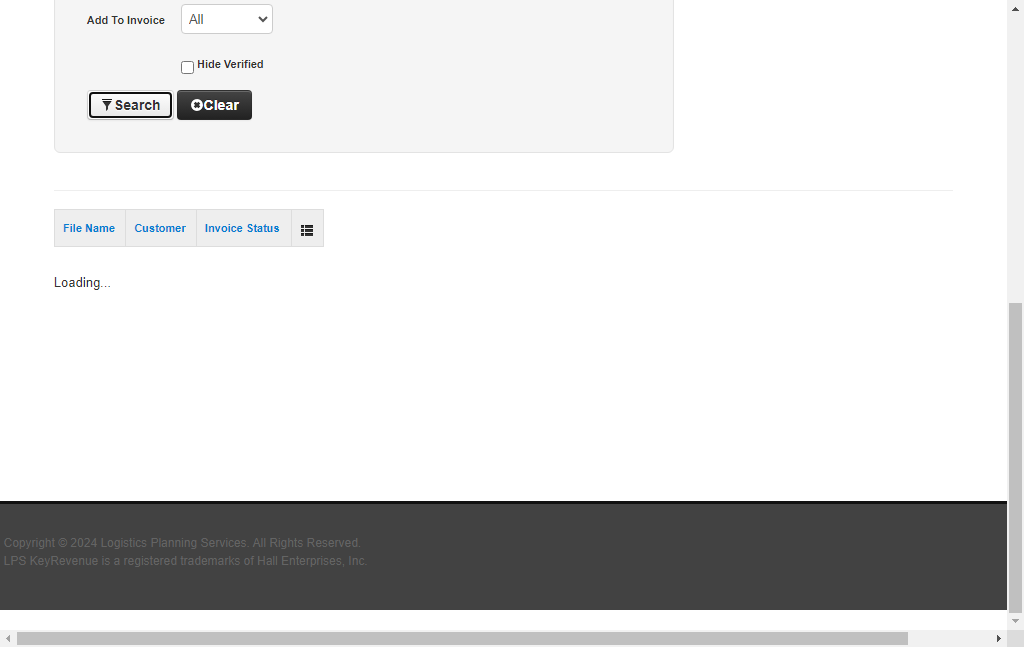 Add To Invoice All
Hide Verified
Search Clear
File Name Customer Invoice Status
Loading...
Copyright © 2024 Logistics Planning Services. All Rights Reserved.
LPS KeyRevenue is a registered trademarks of Hall Enterprises, Inc.